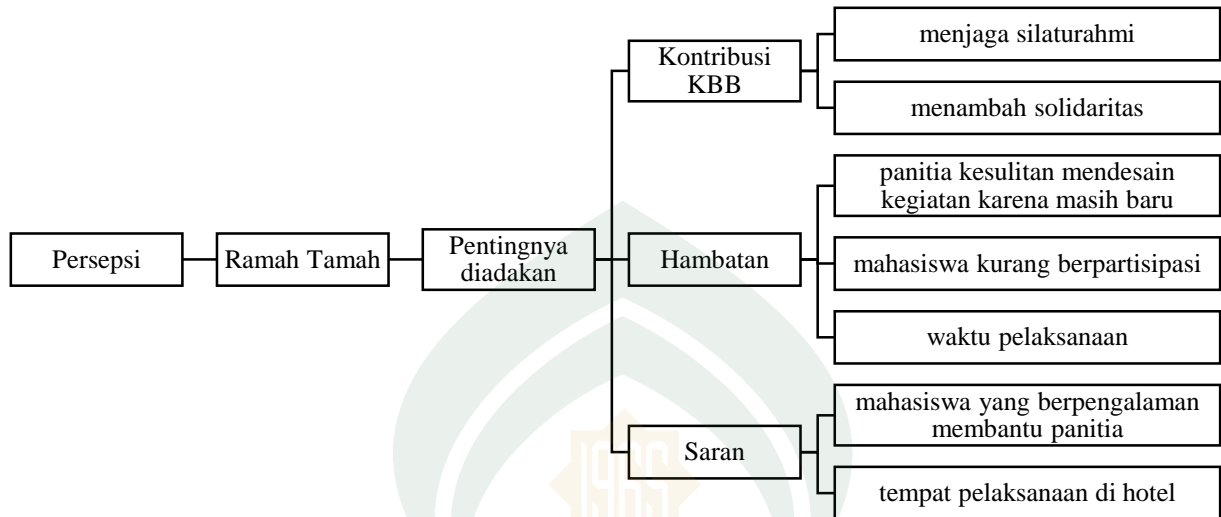 Persepsi
Ramah Tamah
Pentingnya
diadakan
Kontribusi
KBB
menjaga silaturahmi
menambah solidaritas
Hambatan
panitia kesulitan mendesain
kegiatan karena masih baru
mahasiswa kurang berpartisipasi
waktu pelaksanaan
Saran
mahasiswa yang berpengalaman
membantu panitia
tempat pelaksanaan di hotel